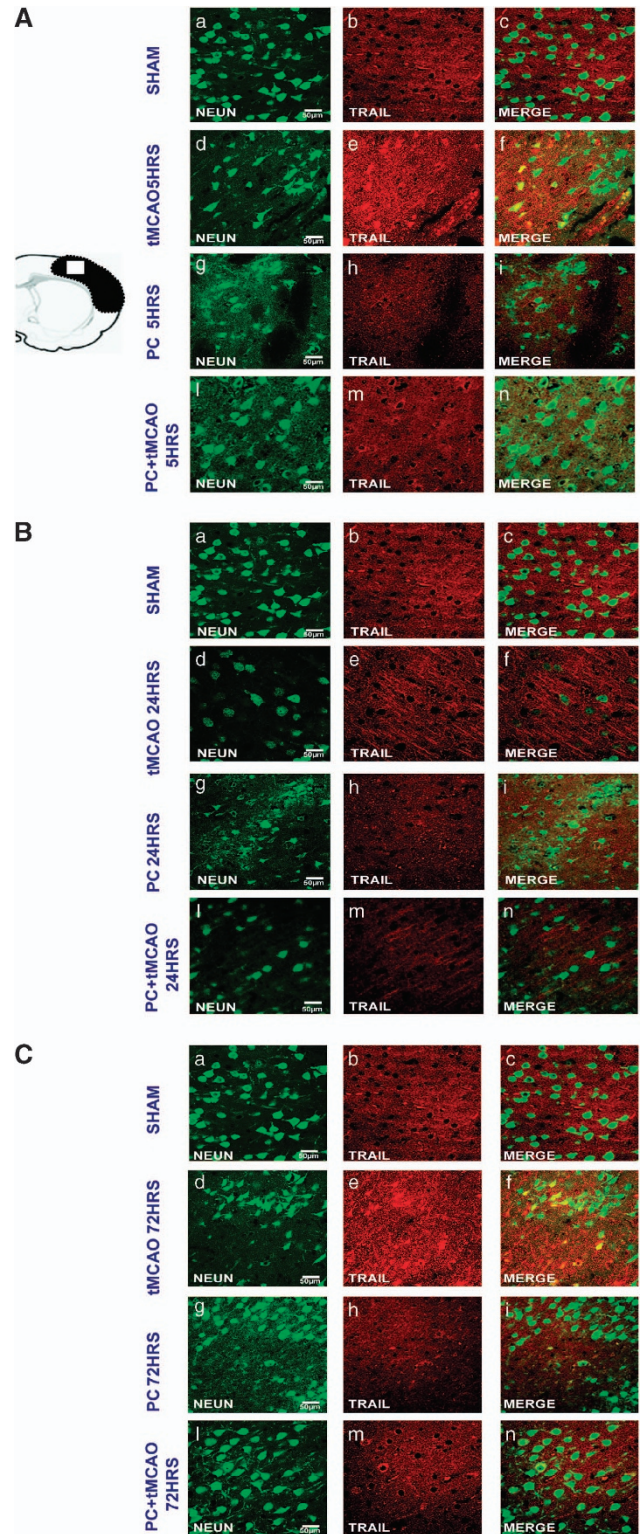 A
SHAM
a
NEUN
50µm
b
TRAIL
c
MERGE
tMCAO5HRS
d
NEUN
50µm
e
TRAIL
f
MERGE
PC 5HRS
g
NEUN
50µm
h
TRAIL
i
MERGE
PC+tMCAO
5HRS
l
NEUN
50µm
m
TRAIL
n
MERGE
B
SHAM
a
NEUN
50µm
b
TRAIL
c
MERGE
tMCAO 24HRS
d
NEUN
50µm
e
TRAIL
f
MERGE
PC 24HRS
g
NEUN
50µm
h
TRAIL
i
MERGE
PC+tMCAO
24HRS
l
NEUN
50µm
m
TRAIL
n
MERGE
C
SHAM
a
NEUN
50µm
b
TRAIL
c
MERGE
tMCAO 72HRS
d
NEUN
50µm
e
TRAIL
f
MERGE
PC 72HRS
g
NEUN
50µm
h
TRAIL
i
MERGE
PC+tMCAO
72HRS
l
NEUN
50µm
m
TRAIL
n
MERGE